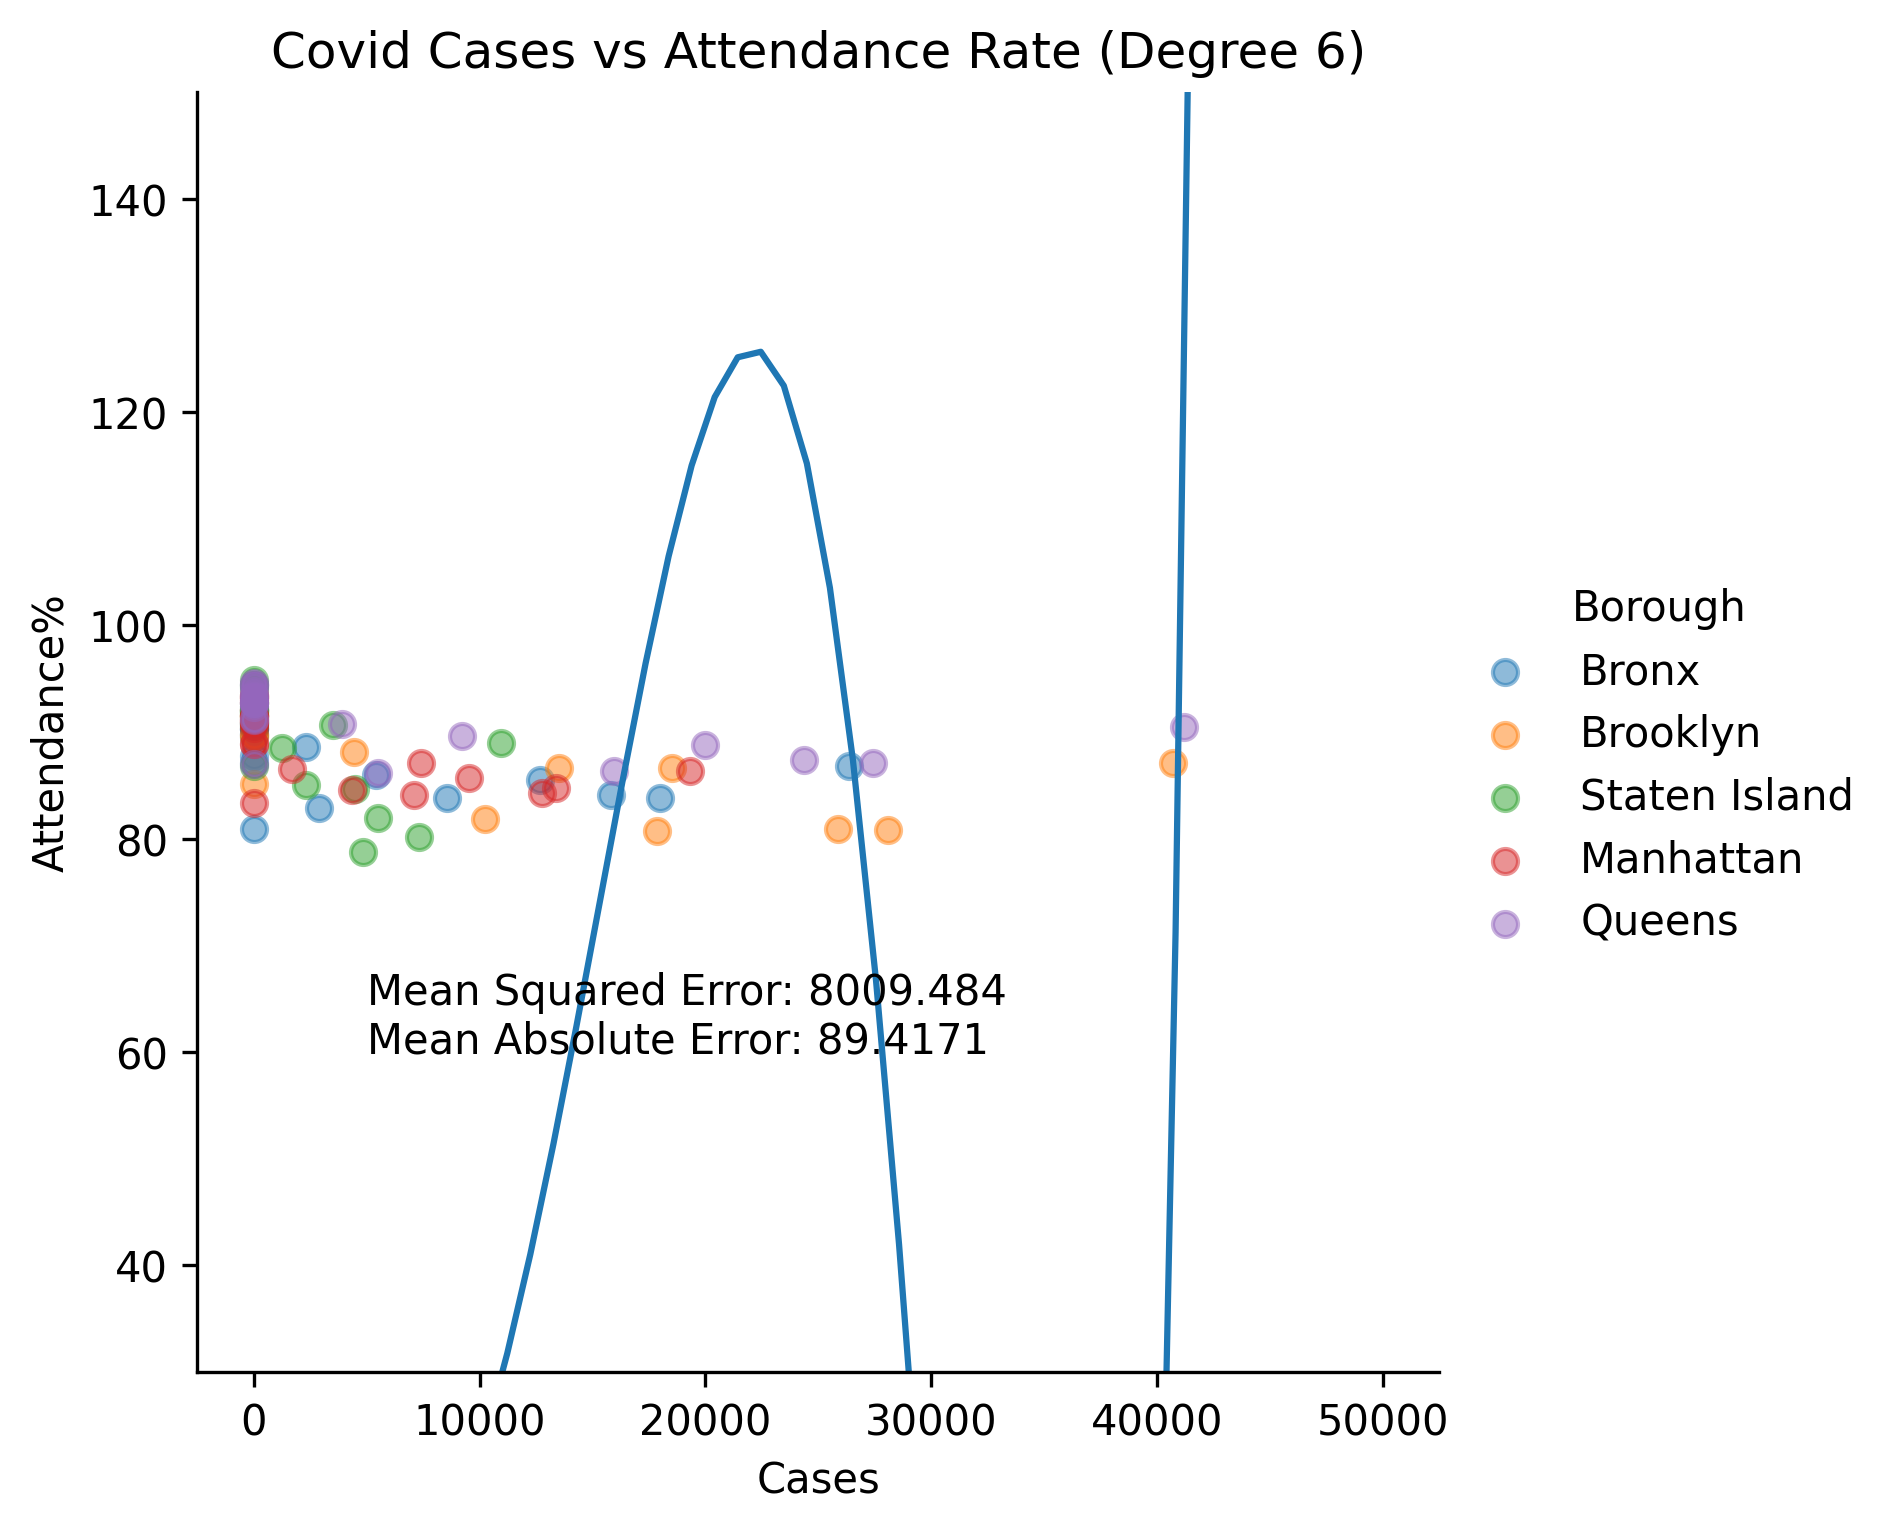 Covid Cases vs Attendance Rate (Degree 6)
140
120
100
80
60
40
Attendance%
Mean Squared Error: 8009.484
Mean Absolute Error: 89.4171
0 10000 20000 30000 40000 50000
Cases
Borough
Bronx
Brooklyn
Staten Island
Manhattan
Queens